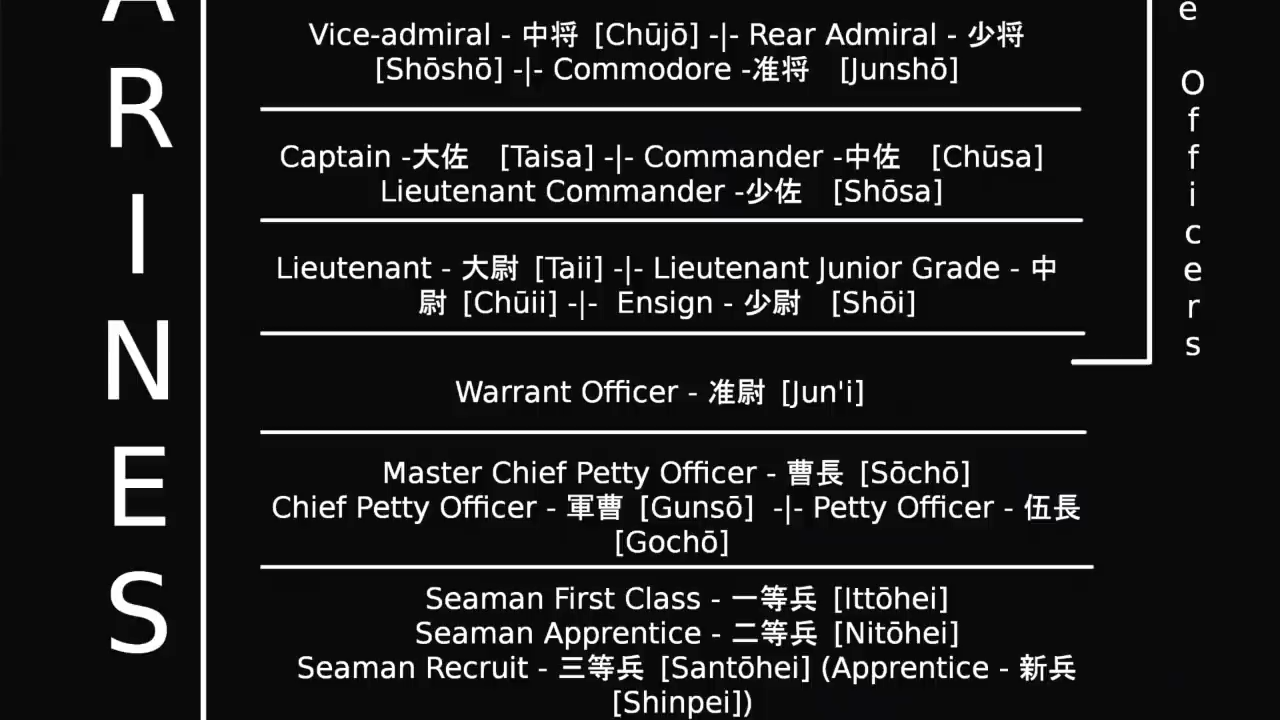 A
R
I
N
E
S
Vice-admiral - 中将 [Chūjō] -|- Rear Admiral - 少将
[Shōshō] -|- Commodore -准将 [Junshō]
Captain -大佐 [Taisa] -|- Commander -中佐 [Chūsa]
Lieutenant Commander -少佐 [Shōsa]
Lieutenant - 大尉 [Taii] -|- Lieutenant Junior Grade - 中
尉 [Chūii] -|- Ensign - 少尉 [Shōi]
Warrant Officer - 准尉 [Jun'i]
Master Chief Petty Officer - 曹長 [Sōchō]
Chief Petty Officer - 軍曹 [Gunsō] -|- Petty Officer - 伍長
[Gochō]
Seaman First Class - 一等兵 [Ittōhei]
Seaman Apprentice - 二等兵 [Nitōhei]
Seaman Recruit - 三等兵 [Santōhei] (Apprentice - 新兵
[Shinpei])
e
O
f
f
i
c
e
r
s